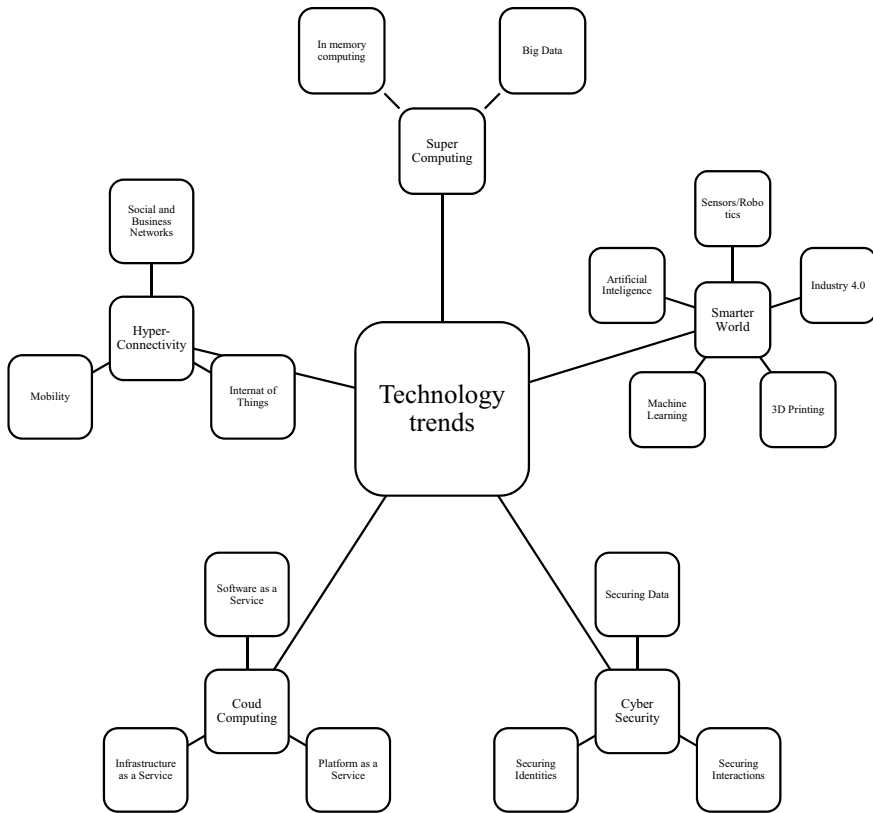 In memory
computing
Big Data
Super
Computing
Social and
Business
Networks
Sensors/Robo
tics
Artificial
Inteligence
Industry 4.0
Smarter
World
Hyper-
Connectivity
Mobility
Internat of
Things
Technology
trends
Machine
Learning
3D Printing
Software as a
Service
Securing Data
Coud
Computing
Cyber
Security
Infrastructure
as a Service
Platform as a
Service
Securing
Identities
Securing
Interactions